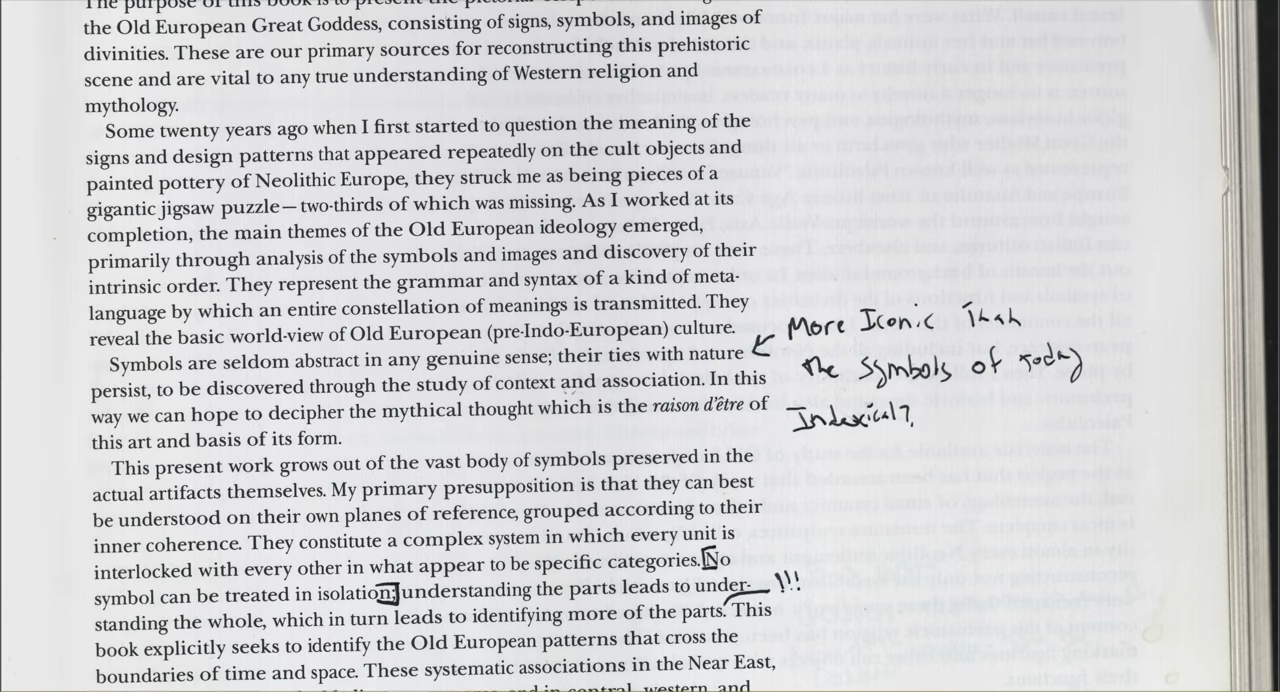 The purpose of this book is to present the
the Old European Great Goddess, consisting of signs, symbols, and images of
divinities. These are our primary sources for reconstructing this prehistoric
scene and are vital to any true understanding of Western religion and
mythology.
Some twenty years ago when I first started to question the meaning of the
signs and design patterns that appeared repeatedly on the cult objects and
painted pottery of Neolithic Europe, they struck me as being pieces of a
gigantic jigsaw puzzle—two-thirds of which was missing. As I worked at its
completion, the main themes of the Old European ideology emerged,
primarily through analysis of the symbols and images and discovery of their
intrinsic order. They represent the grammar and syntax of a kind of meta-
language by which an entire constellation of meanings is transmitted. They
reveal the basic world-view of Old European (pre-Indo-European) culture.
Symbols are seldom abstract in any genuine sense; their ties with nature
persist, to be discovered through the study of context and association. In this
way we can hope to decipher the mythical thought which is the raison d'être of
this art and basis of its form.
More Iconic than
the symbols of today
Indexical?
This present work grows out of the vast body of symbols preserved in the
actual artifacts themselves. My primary presupposition is that they can best
be understood on their own planes of reference, grouped according to their
inner coherence. They constitute a complex system in which every unit is
interlocked with every other in what appear to be specific categories. No
symbol can be treated in isolation; understanding the parts leads to under- !!!
standing the whole, which in turn leads to identifying more of the parts. This
book explicitly seeks to identify the Old European patterns that cross the
boundaries of time and space. These systematic associations in the Near East,
and in central, western, and